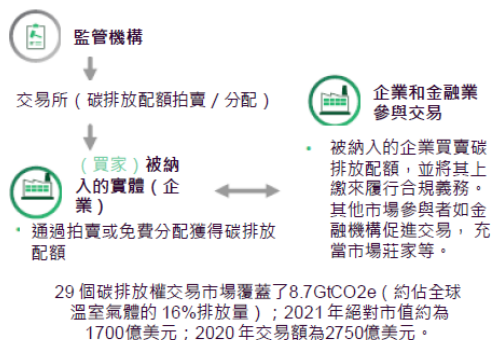 監管機構
交易所（碳排放配額拍賣／分配）
（買家）被納
入的實體（企
業）
• 通過拍賣或免費分配獲得碳排放
配額
企業和金融業
參與交易
• 被納入的企業買賣碳
排放配額，並將其上
繳來履行合規義務。
其他市場參與者如金
融機構促進交易， 充
當市場莊家等。
29 個碳排放權交易市場覆蓋了8.7GtCO2e（約佔全球
溫室氣體的 16%排放量）；2021 年絕對市值約為
1700億美元；2020 年交易額為2750億美元。